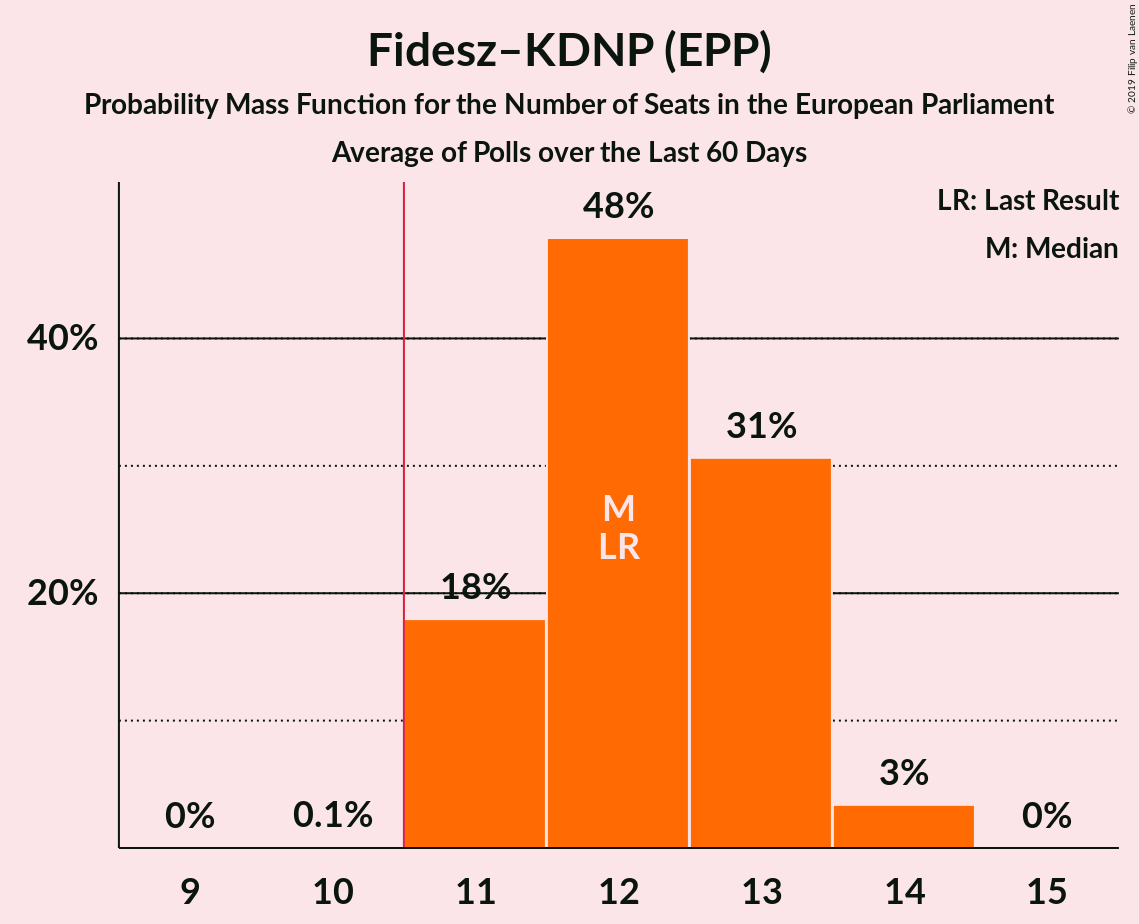 Fidesz–KDNP (EPP)
Probability Mass Function for the Number of Seats in the European Parliament
Average of Polls over the Last 60 Days
© 2019 Filip van Laenen
LR: Last Result
M: Median
48%
40%
31%
M
LR
18%
20%
3%
0%
0.1%
0%
9
10
11
12
13
14
15